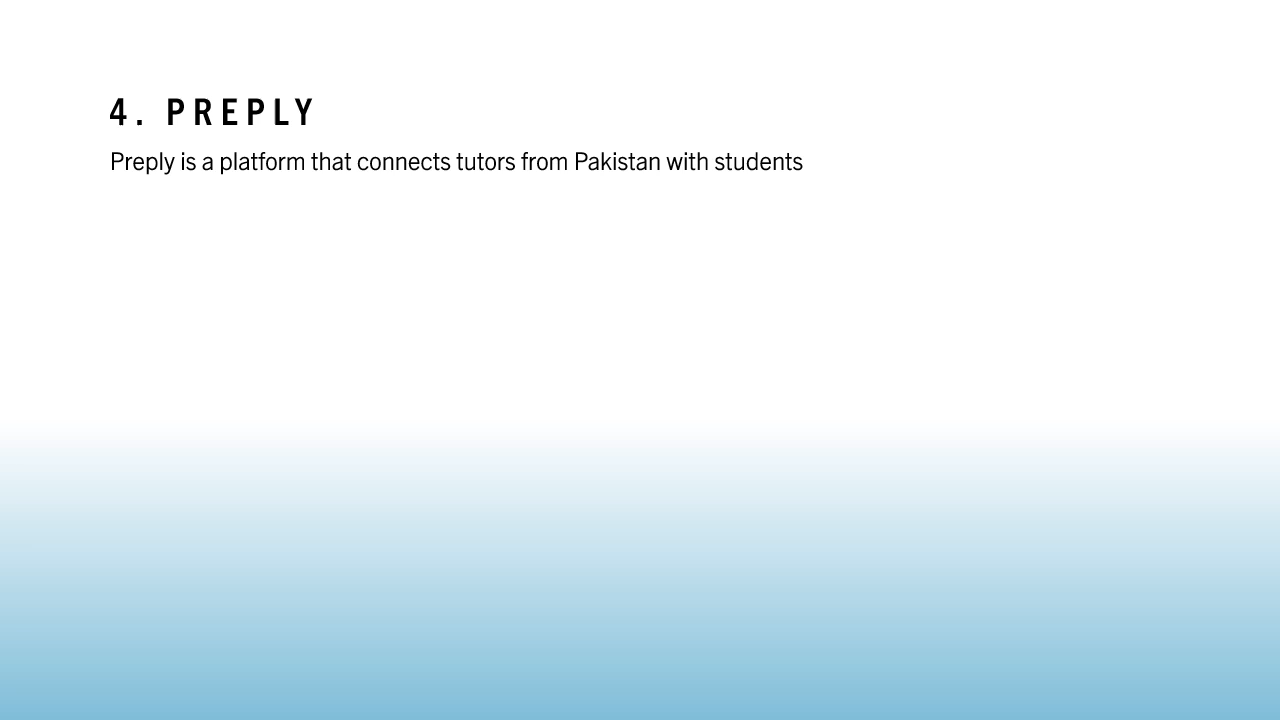 4. PREPLY
Preply is a platform that connects tutors from Pakistan with students